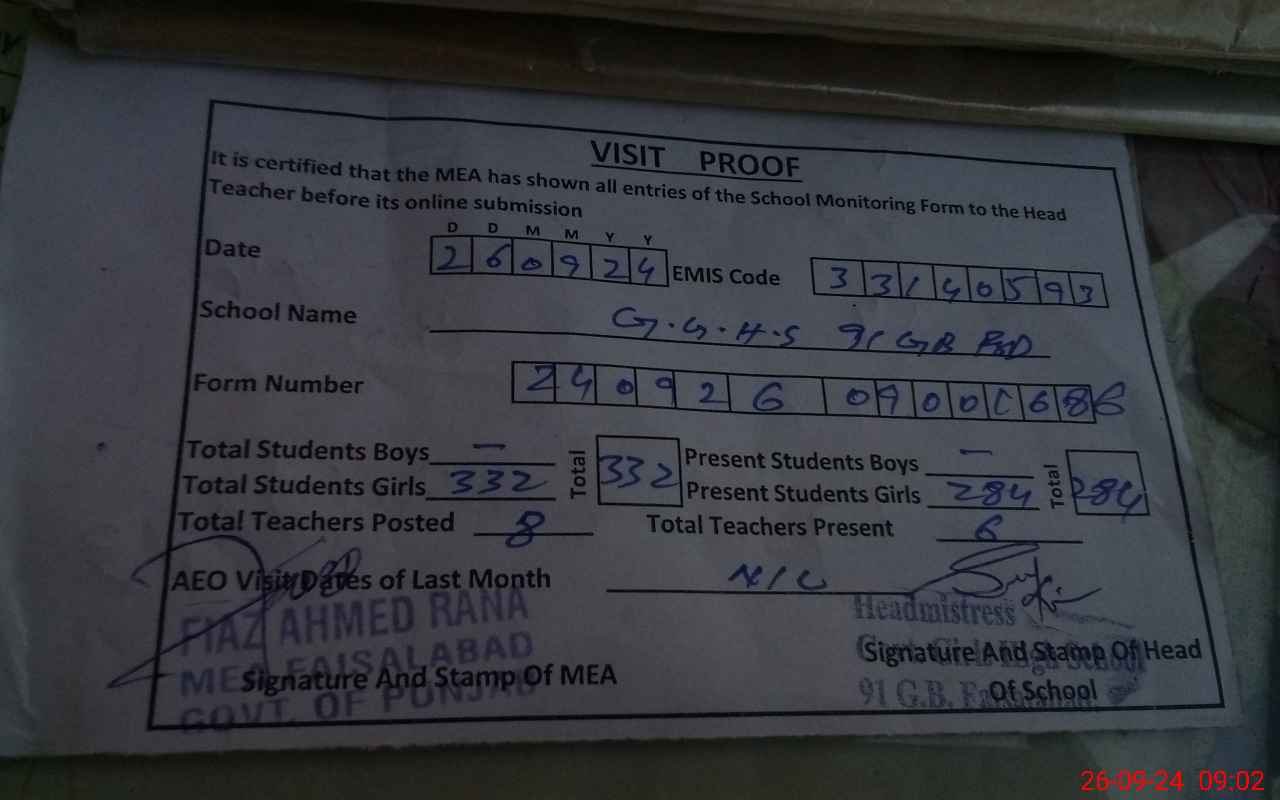 VISIT PROOF
It is certified that the MEA has shown all entries of the School Monitoring Form to the Head
Teacher before its online submission
D D M M Y Y
Date 2 6 0 9 2 4 EMIS Code 3 3 1 4 0 5 9 3
School Name G.G.H.S 91 GB FSD
Form Number 2 4 0 9 2 6 0 9 0 0 6 8 6
Total Students Boys — Total 332 Present Students Boys — Total 284
Total Students Girls 332 Present Students Girls 284
Total Teachers Posted 8 Total Teachers Present 6
AEO Visit Dates of Last Month
FIAZ AHMED RANA Headmistress
MEA FAISALABAD
Signature And Stamp Of MEA Signature And Stamp Of Head
GOVT. OF PUNJAB 91 G.B. Of School
26-09-24 09:02